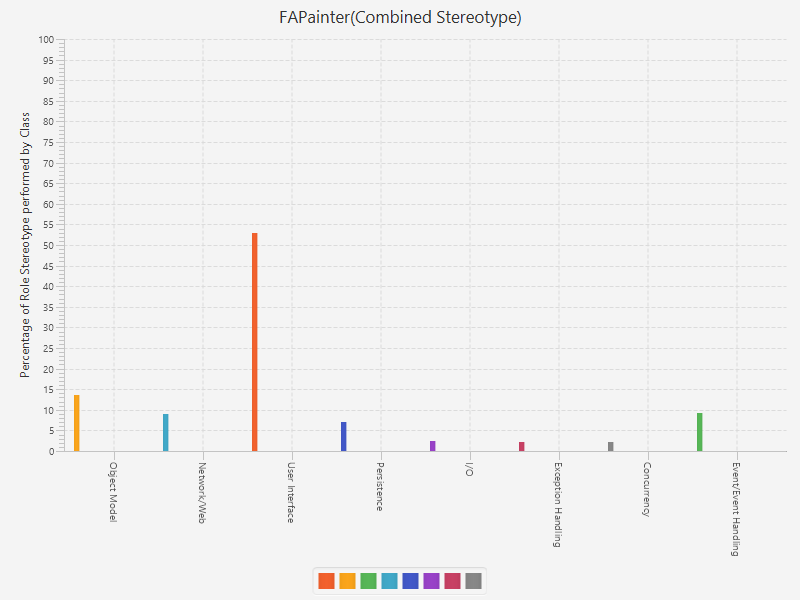 FAPainter(Combined Stereotype)
Percentage of Role Stereotype performed by Class
100
95
90
85
80
75
70
65
60
55
50
45
40
35
30
25
20
15
10
5
0
Object Model
Network/Web
User Interface
Persistence
I/O
Exception Handling
Concurrency
Event/Event Handling